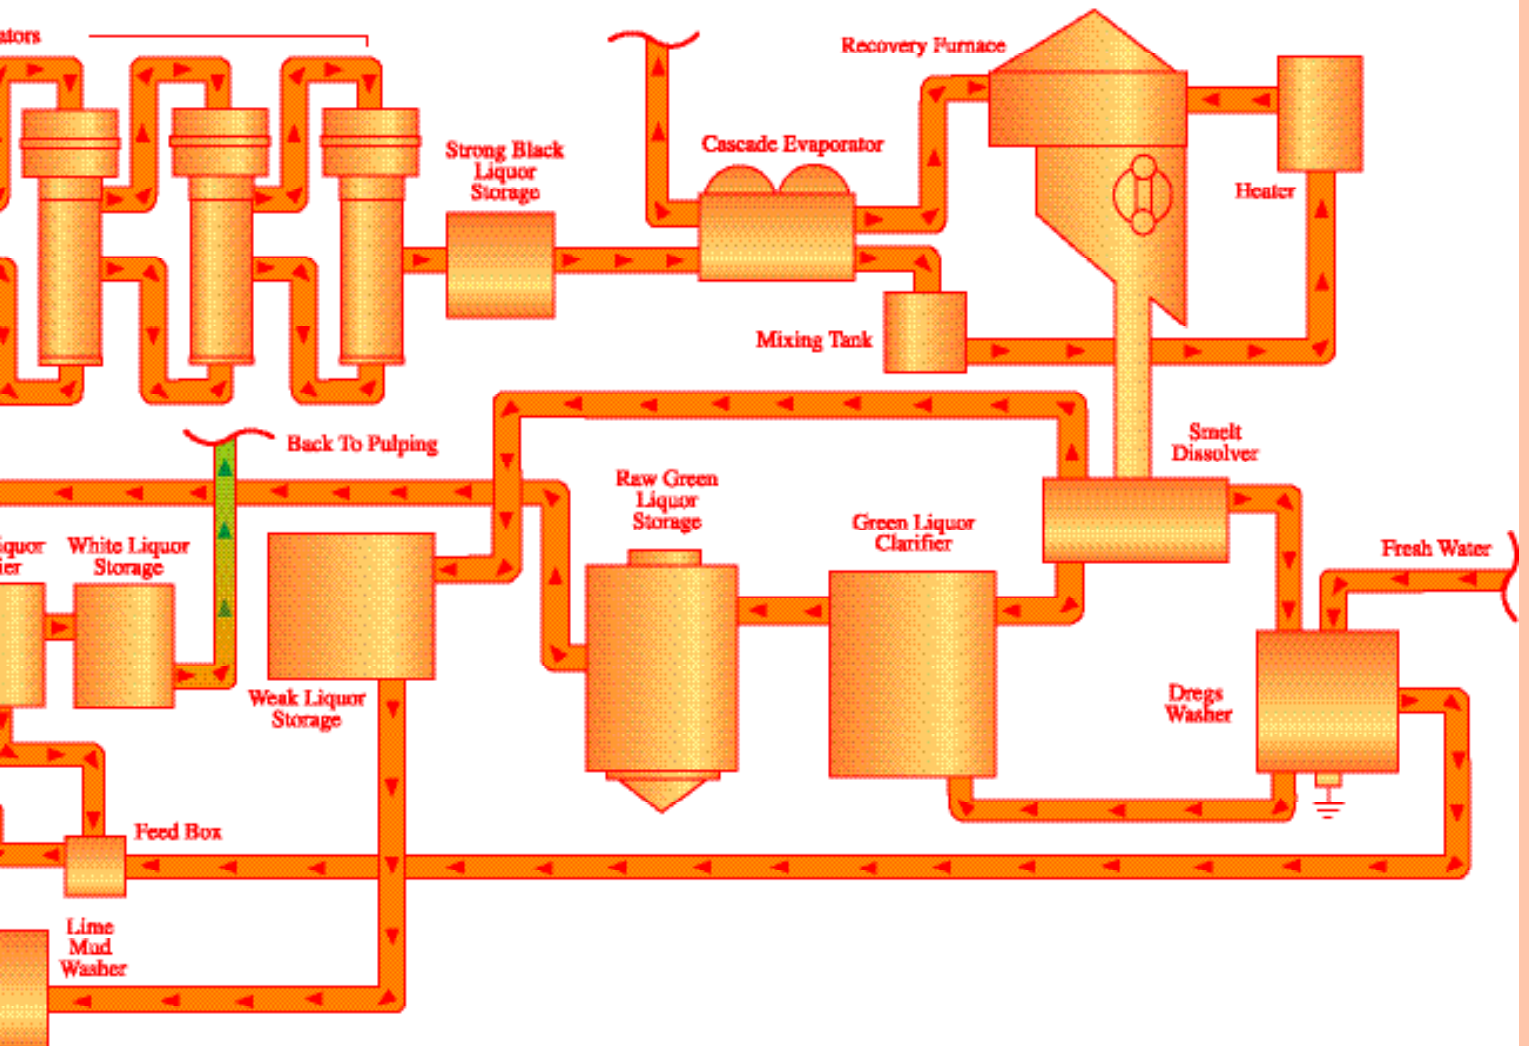 ators
Recovery Furnace
Strong Black
Liquor
Storage
Cascade Evaporator
Heater
Mixing Tank
Back To Pulping
Smelt
Dissolver
Raw Green
Liquor
Storage
Green Liquor
Clarifier
Fresh Water
iquor
ier
White Liquor
Storage
Weak Liquor
Storage
Dregs
Washer
Feed Box
Lime
Mud
Washer